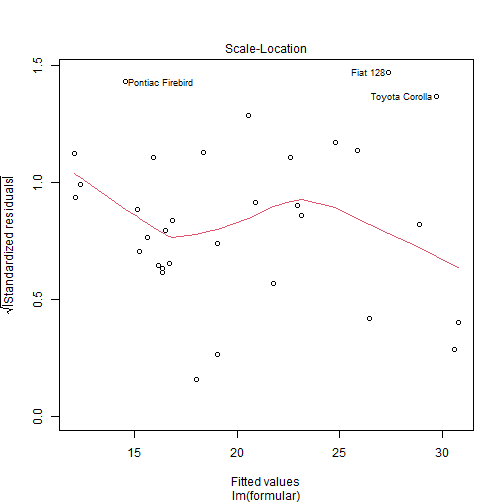 Scale-Location
1.5
1.0
0.5
0.0
√|Standardized residuals|
Fiat 128
Pontiac Firebird
Toyota Corolla
15 20 25 30
Fitted values
lm(formular)